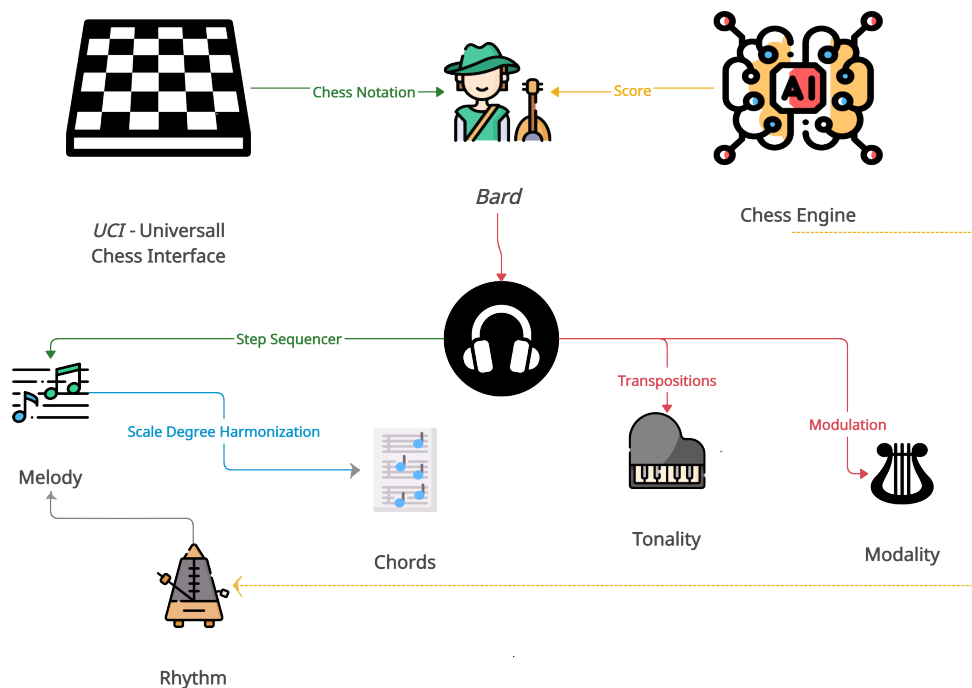 Chess Notation
Score
AI
Bard
Chess Engine
UCI - Universall
Chess Interface
Step Sequencer
Transpositions
Scale Degree Harmonization
Modulation
Melody
Tonality
Modality
Chords
Rhythm